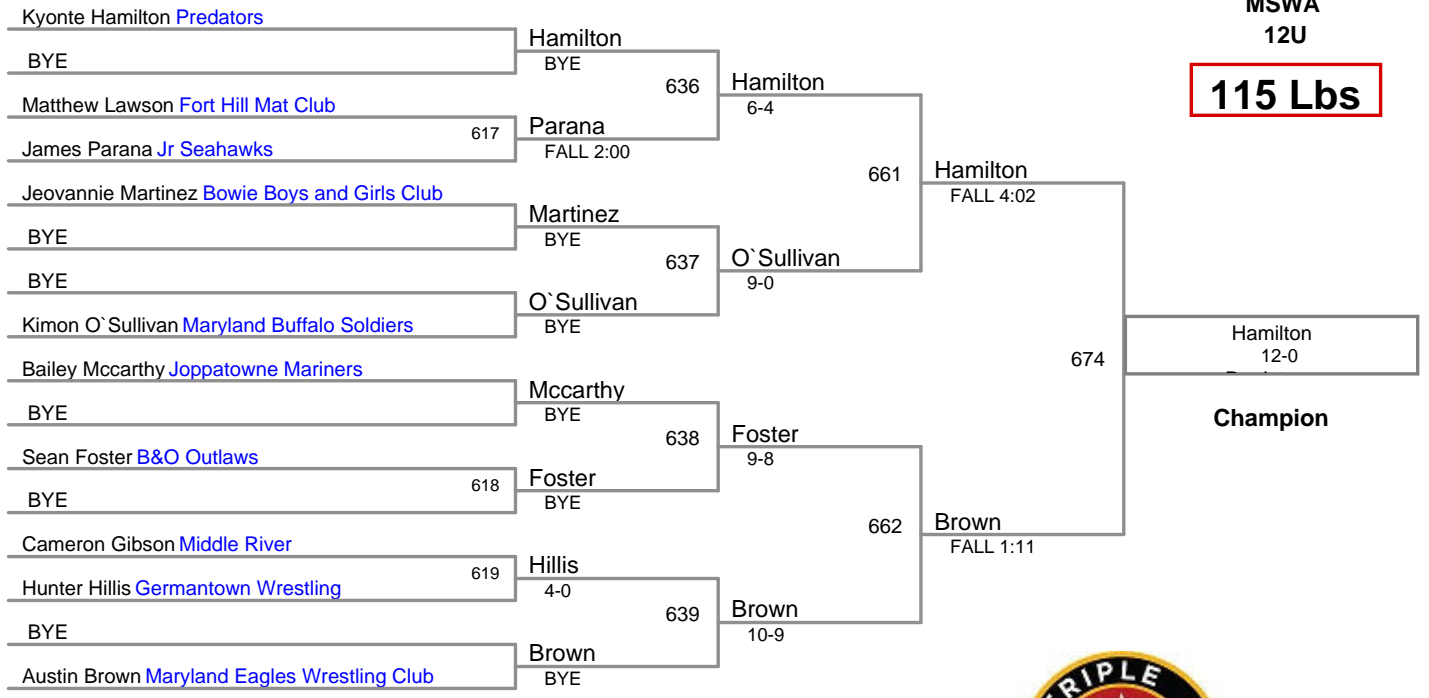 MSWA
12U
115 Lbs
Kyonte Hamilton Predators
BYE
Matthew Lawson Fort Hill Mat Club
617
James Parana Jr Seahawks
Jeovannie Martinez Bowie Boys and Girls Club
BYE
BYE
Kimon O`Sullivan Maryland Buffalo Soldiers
Bailey Mccarthy Joppatowne Mariners
BYE
Sean Foster B&O Outlaws
618
BYE
Cameron Gibson Middle River
619
Hunter Hillis Germantown Wrestling
BYE
Austin Brown Maryland Eagles Wrestling Club
Hamilton
BYE
636
Parana
FALL 2:00
Martinez
BYE
637
O`Sullivan
BYE
Mccarthy
BYE
638
Foster
BYE
Hillis
4-0
639
Brown
BYE
Hamilton
6-4
661
O`Sullivan
9-0
Foster
9-8
662
Brown
10-9
Hamilton
FALL 4:02
674
Brown
FALL 1:11
Hamilton
12-0
Champion
TRIPLE